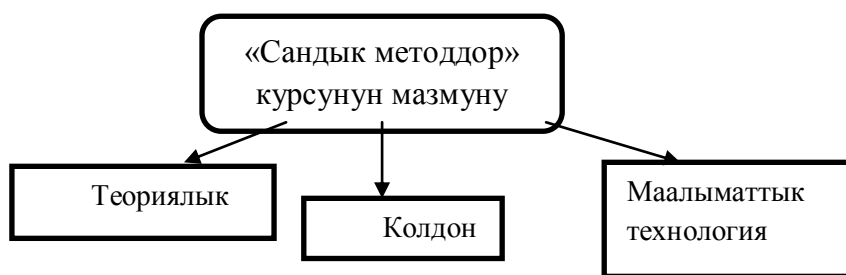 «Сандык методдор»
курсунун мазмуну
Теориялык
Колдон
Маалыматтык
технология